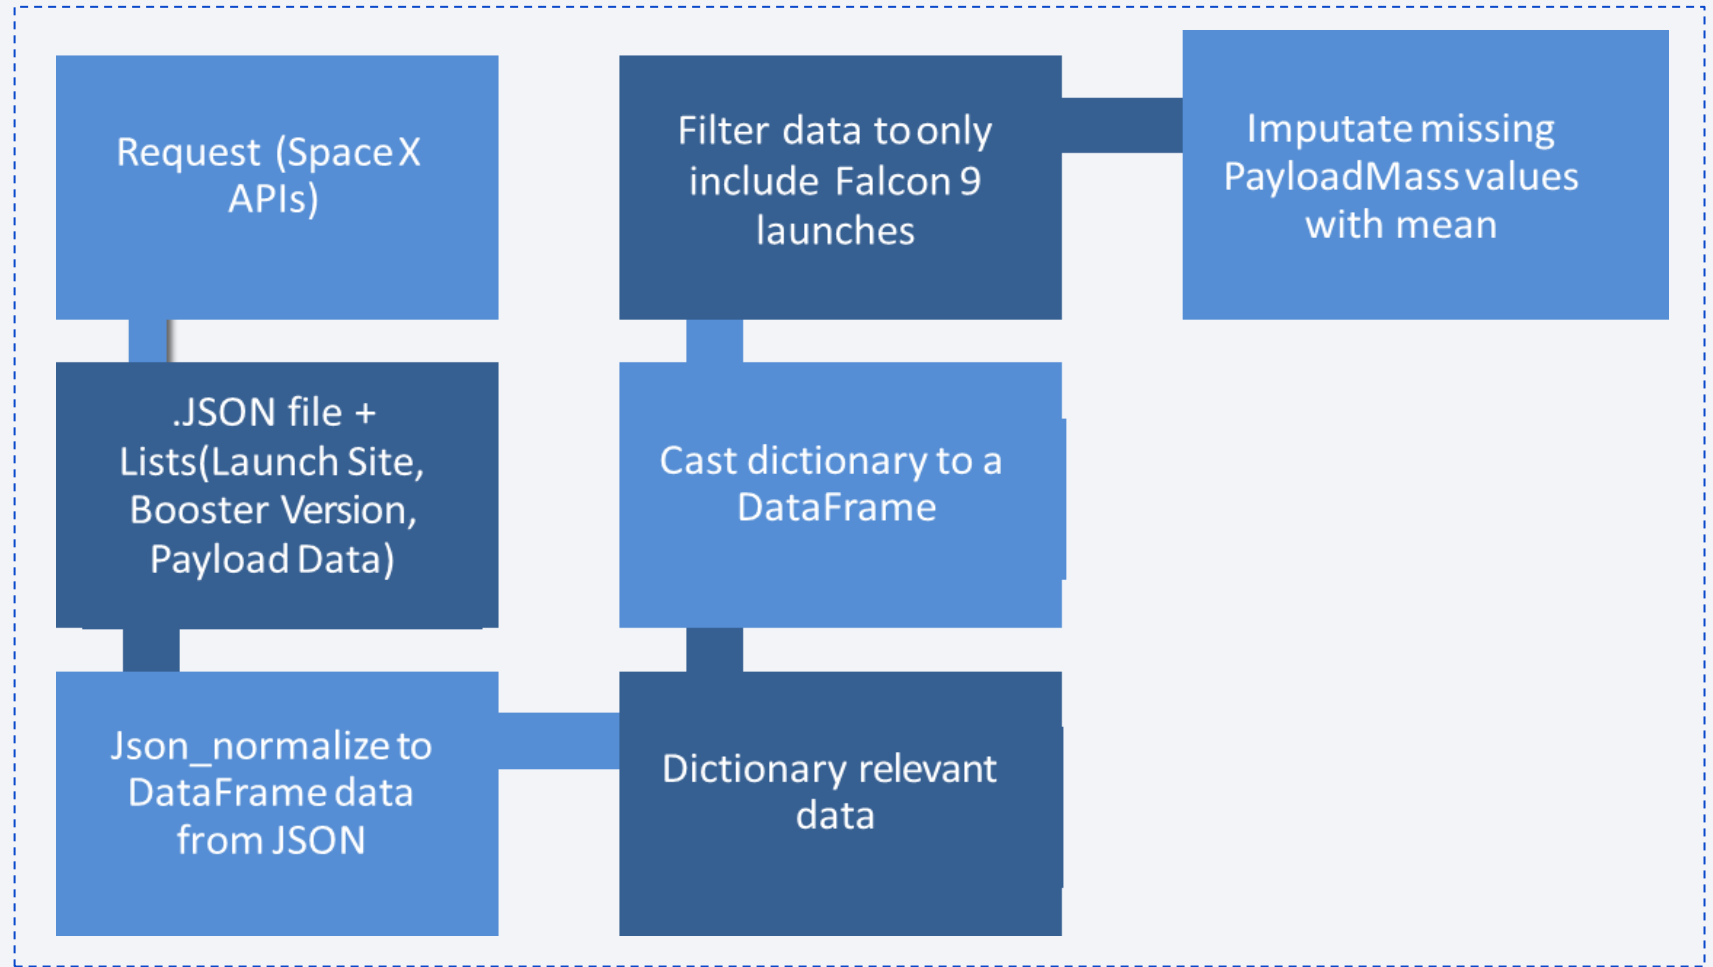 Request (Space X
APIs)
.JSON file +
Lists(Launch Site,
Booster Version,
Payload Data)
Json_normalize to
DataFrame data
from JSON
Dictionary relevant
data
Cast dictionary to a
DataFrame
Filter data to only
include Falcon 9
launches
Imputate missing
PayloadMass values
with mean